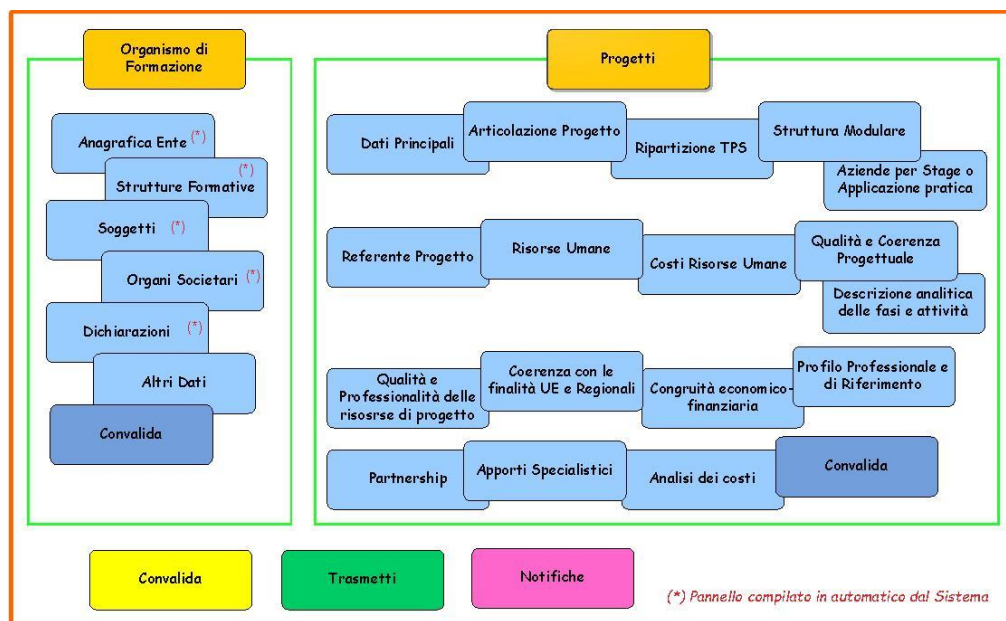 Organismo di
Formazione
Anagrafica Ente (*)
(*)
Strutture Formative
Soggetti (*)
Organi Societari (*)
Dichiarazioni (*)
Altri Dati
Convalida
Progetti
Dati Principali
Articolazione Progetto
Ripartizione TPS
Struttura Modulare
Aziende per Stage o
Applicazione pratica
Referente Progetto
Risorse Umane
Costi Risorse Umane
Qualità e Coerenza
Progettuale
Descrizione analitica
delle fasi e attività
Qualità e
Professionalità delle
risosrse di progetto
Coerenza con le
finalità UE e Regionali
Congruità economico-
finanziaria
Profilo Professionale e
di Riferimento
Partnership
Apporti Specialistici
Analisi dei costi
Convalida
Convalida
Trasmetti
Notifiche
(*) Pannello compilato in automatico dal Sistema